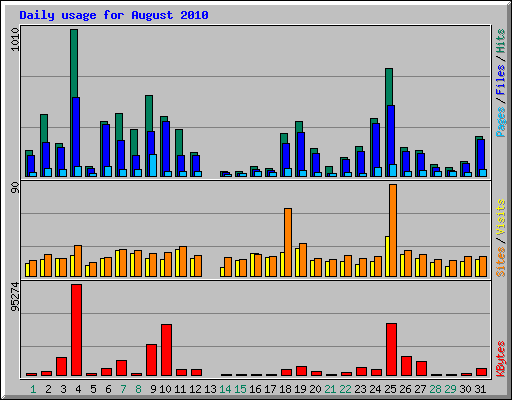 Daily usage for August 2010
1010
Pages / Files / Hits
90
Sites / Visits
95274
KBytes
1 2 3 4 5 6 7 8 9 10 11 12 13 14 15 16 17 18 19 20 21 22 23 24 25 26 27 28 29 30 31